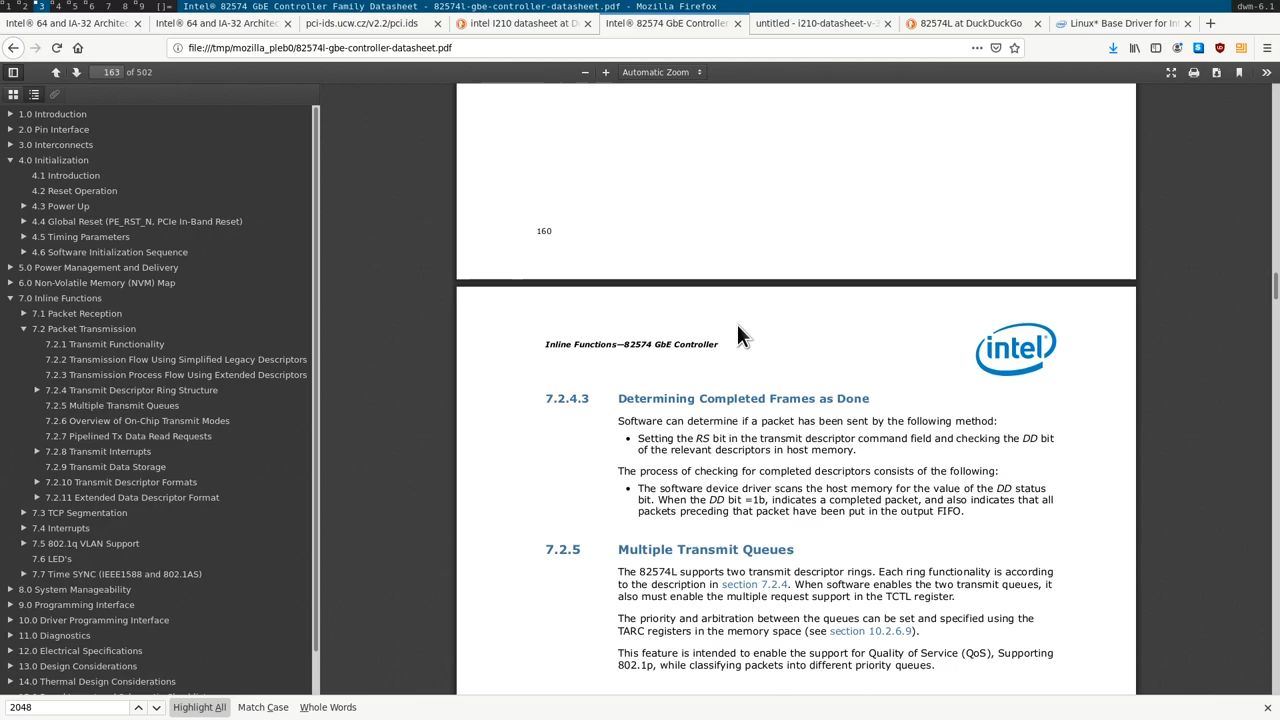 1 2 3 4 5 6 7 8 9 []= Intel® 82574 GbE Controller Family Datasheet - 82574l-gbe-controller-datasheet.pdf - Mozilla Firefox dwm-6.1
Intel® 64 and IA-32 Architec × Intel® 64 and IA-32 Architec × pci-ids.ucw.cz/v2.2/pci.ids × intel I210 datasheet at Du × Intel® 82574 GbE Controller × untitled - i210-datasheet-v-3 × 82574L at DuckDuckGo × Linux* Base Driver for Int × +
file:///tmp/mozilla_pleb0/82574l-gbe-controller-datasheet.pdf
163 of 502 Automatic Zoom
1.0 Introduction
2.0 Pin Interface
3.0 Interconnects
4.0 Initialization
4.1 Introduction
4.2 Reset Operation
4.3 Power Up
4.4 Global Reset (PE_RST_N, PCIe In-Band Reset)
4.5 Timing Parameters
4.6 Software Initialization Sequence
5.0 Power Management and Delivery
6.0 Non-Volatile Memory (NVM) Map
7.0 Inline Functions
7.1 Packet Reception
7.2 Packet Transmission
7.2.1 Transmit Functionality
7.2.2 Transmission Flow Using Simplified Legacy Descriptors
7.2.3 Transmission Process Flow Using Extended Descriptors
7.2.4 Transmit Descriptor Ring Structure
7.2.5 Multiple Transmit Queues
7.2.6 Overview of On-Chip Transmit Modes
7.2.7 Pipelined Tx Data Read Requests
7.2.8 Transmit Interrupts
7.2.9 Transmit Data Storage
7.2.10 Transmit Descriptor Formats
7.2.11 Extended Data Descriptor Format
7.3 TCP Segmentation
7.4 Interrupts
7.5 802.1q VLAN Support
7.6 LED's
7.7 Time SYNC (IEEE1588 and 802.1AS)
8.0 System Manageability
9.0 Programming Interface
10.0 Driver Programming Interface
11.0 Diagnostics
12.0 Electrical Specifications
13.0 Design Considerations
14.0 Thermal Design Considerations
160
Inline Functions—82574 GbE Controller
intel®
7.2.4.3 Determining Completed Frames as Done
Software can determine if a packet has been sent by the following method:
• Setting the RS bit in the transmit descriptor command field and checking the DD bit
of the relevant descriptors in host memory.
The process of checking for completed descriptors consists of the following:
• The software device driver scans the host memory for the value of the DD status
bit. When the DD bit =1b, indicates a completed packet, and also indicates that all
packets preceding that packet have been put in the output FIFO.
7.2.5 Multiple Transmit Queues
The 82574L supports two transmit descriptor rings. Each ring functionality is according
to the description in section 7.2.4. When software enables the two transmit queues, it
also must enable the multiple request support in the TCTL register.
The priority and arbitration between the queues can be set and specified using the
TARC registers in the memory space (see section 10.2.6.9).
This feature is intended to enable the support for Quality of Service (QoS), Supporting
802.1p, while classifying packets into different priority queues.
2048 Highlight All Match Case Whole Words ×